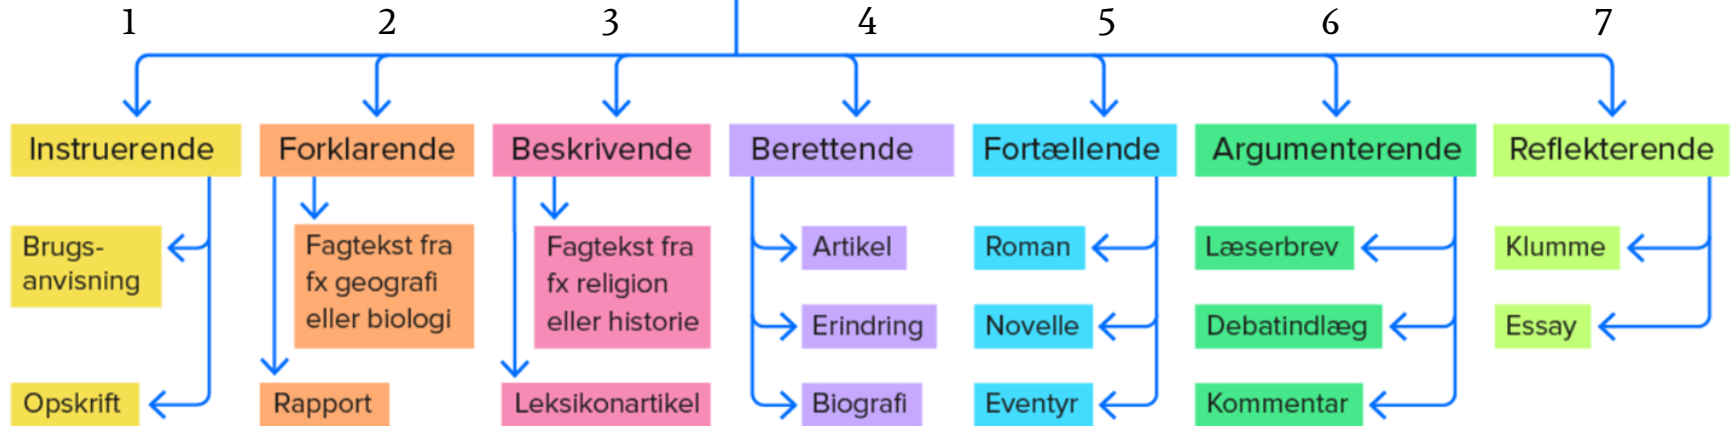 1 2 3 4 5 6 7
Instruerende Forklarende Beskrivende Berettende Fortællende Argumenterende Reflekterende
Brugs-
anvisning
Opskrift
Fagtekst fra
fx geografi
eller biologi
Rapport
Fagtekst fra
fx religion
eller historie
Leksikonartikel
Artikel
Erindring
Biografi
Roman
Novelle
Eventyr
Læserbrev
Debatindlæg
Kommentar
Klumme
Essay